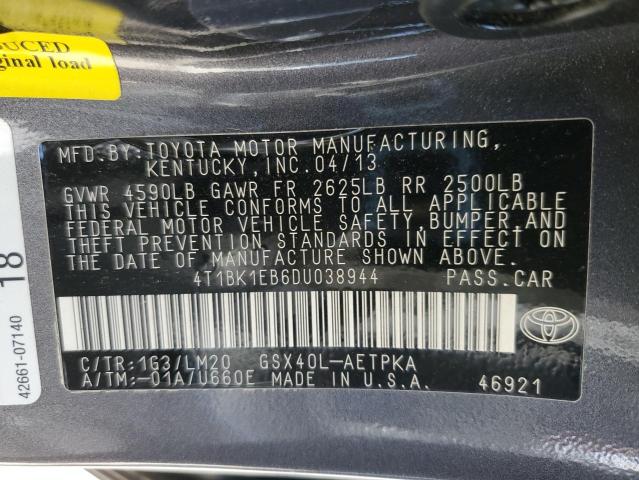 UCED
ginal load
MFD.BY:TOYOTA MOTOR MANUFACTURING,
KENTUCKY,INC. 04/13
GVWR 4590LB GAWR FR 2625LB RR 2500LB
THIS VEHICLE CONFORMS TO ALL APPLICABLE
FEDERAL MOTOR VEHICLE SAFETY,BUMPER,AND
THEFT PREVENTION STANDARDS IN EFFECT ON
THE DATE OF MANUFACTURE SHOWN ABOVE.
4T1BK1EB6DU038944 PASS.CAR
C/TR:1G3/LM20 GSX40L-AETPKA
A/TM:-01A/U660E MADE IN U.S.A. 46921
18
42661-07140